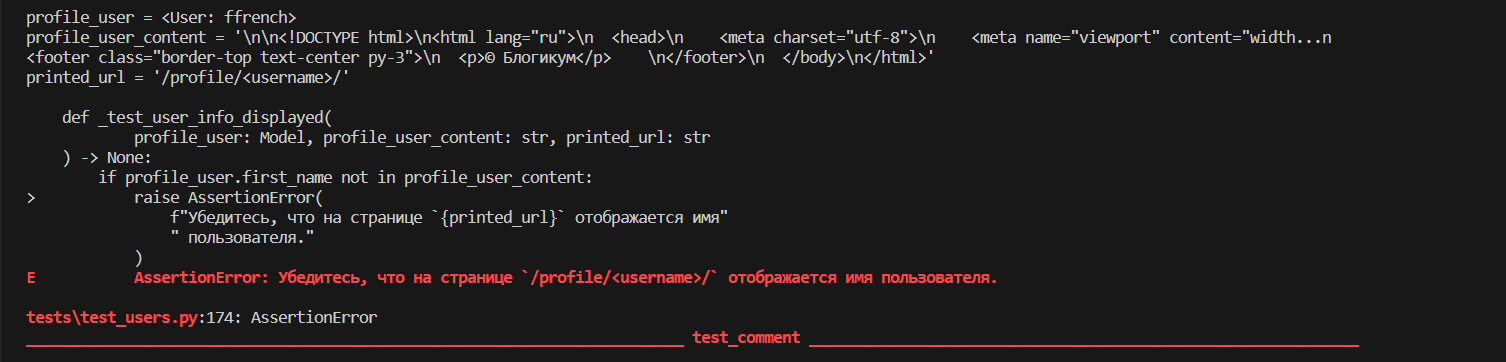 profile_user = <User: ffrench>
profile_user_content = '\n\n<!DOCTYPE html>\n<html lang="ru">\n  <head>\n    <meta charset="utf-8">\n    <meta name="viewport" content="width...n
<footer class="border-top text-center py-3">\n  <p>© Блогикум</p>    \n</footer>\n  </body>\n</html>'
printed_url = '/profile/<username>/'
    def _test_user_info_displayed(
            profile_user: Model, profile_user_content: str, printed_url: str
    ) -> None:
        if profile_user.first_name not in profile_user_content:
>           raise AssertionError(
                f"Убедитесь, что на странице `{printed_url}` отображается имя"
                " пользователя."
            )
E           AssertionError: Убедитесь, что на странице `/profile/<username>/` отображается имя пользователя.
tests\test_users.py:174: AssertionError
test_comment